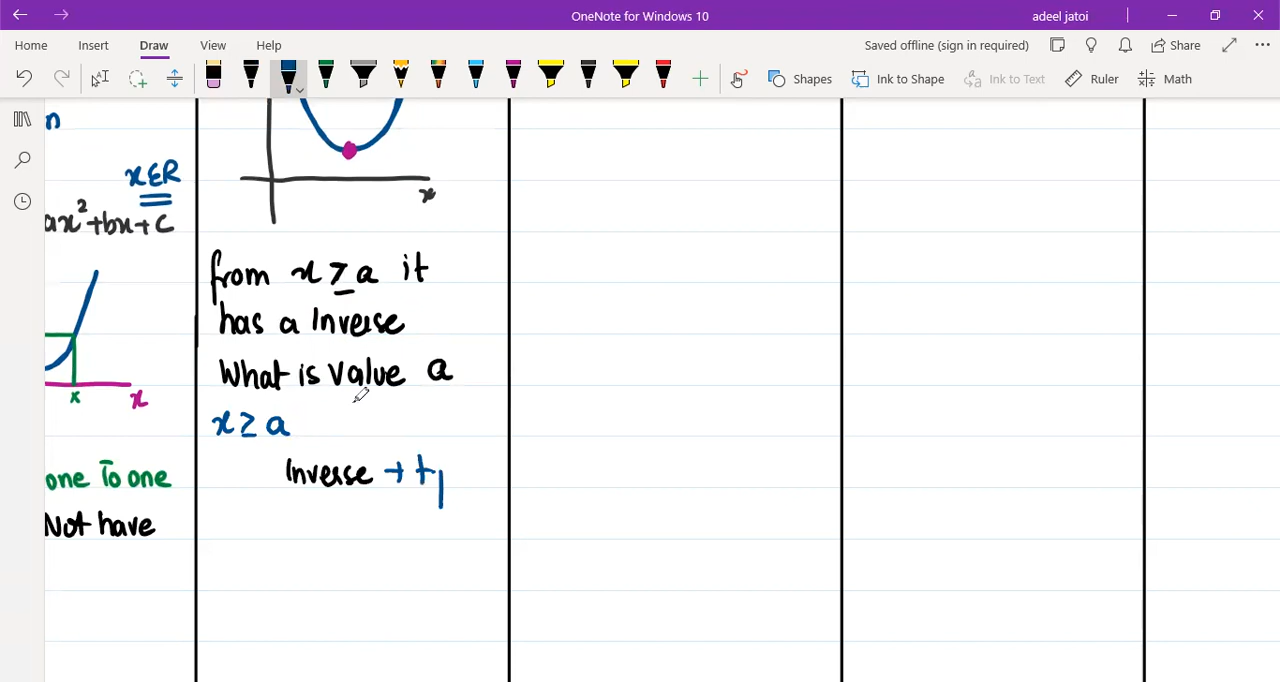 OneNote for Windows 10
adeel jatoi
Home Insert Draw View Help
Saved offline (sign in required)
Share
Shapes
Ink to Shape
Ink to Text
Ruler
Math
n
x∈R
ax²+bx+c
x
x
one To one
Not have
x
from x ≥ a it
has a Inverse
What is value a
x ≥ a
Inverse → +